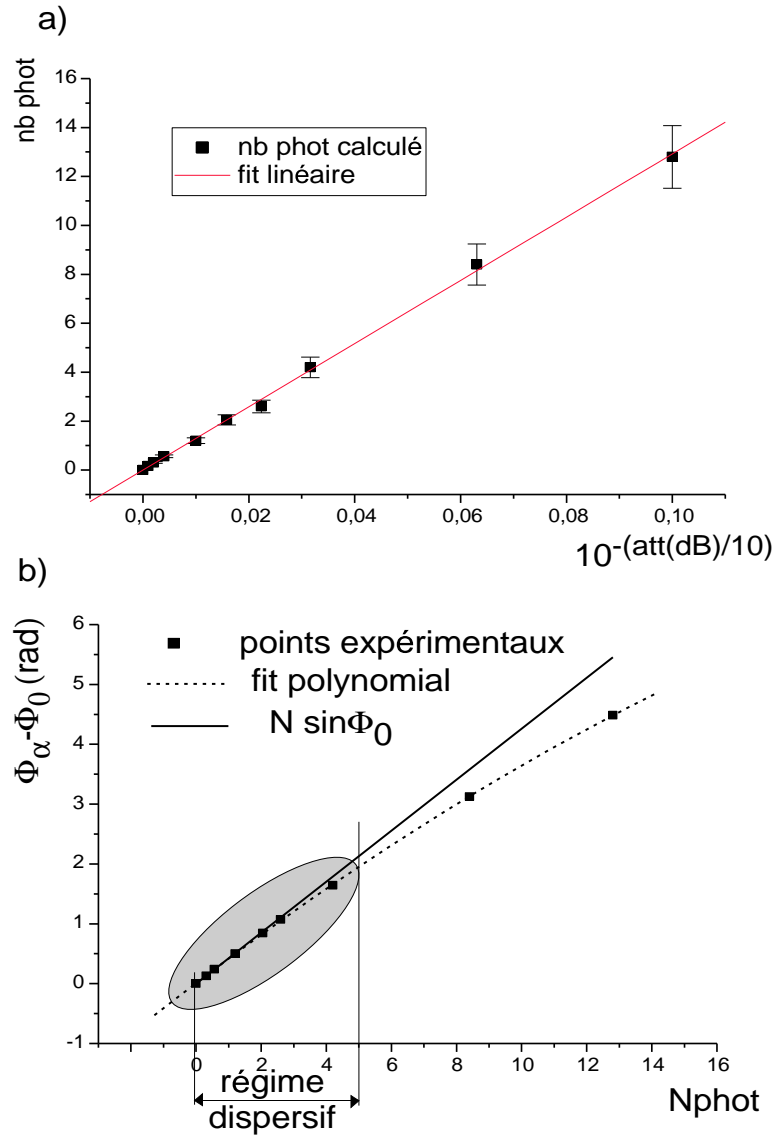 a)
nb phot
16
14
12
10
8
6
4
2
0
nb phot calculé
fit linéaire
0,00
0,02
0,04
0,06
0,08
0,10
10-(att(dB)/10)
b)
Φα-Φ0 (rad)
6
5
4
3
2
1
0
-1
points expérimentaux
fit polynomial
N sinΦ0
0
2
4
6
8
10
12
14
16
régime
dispersif
Nphot